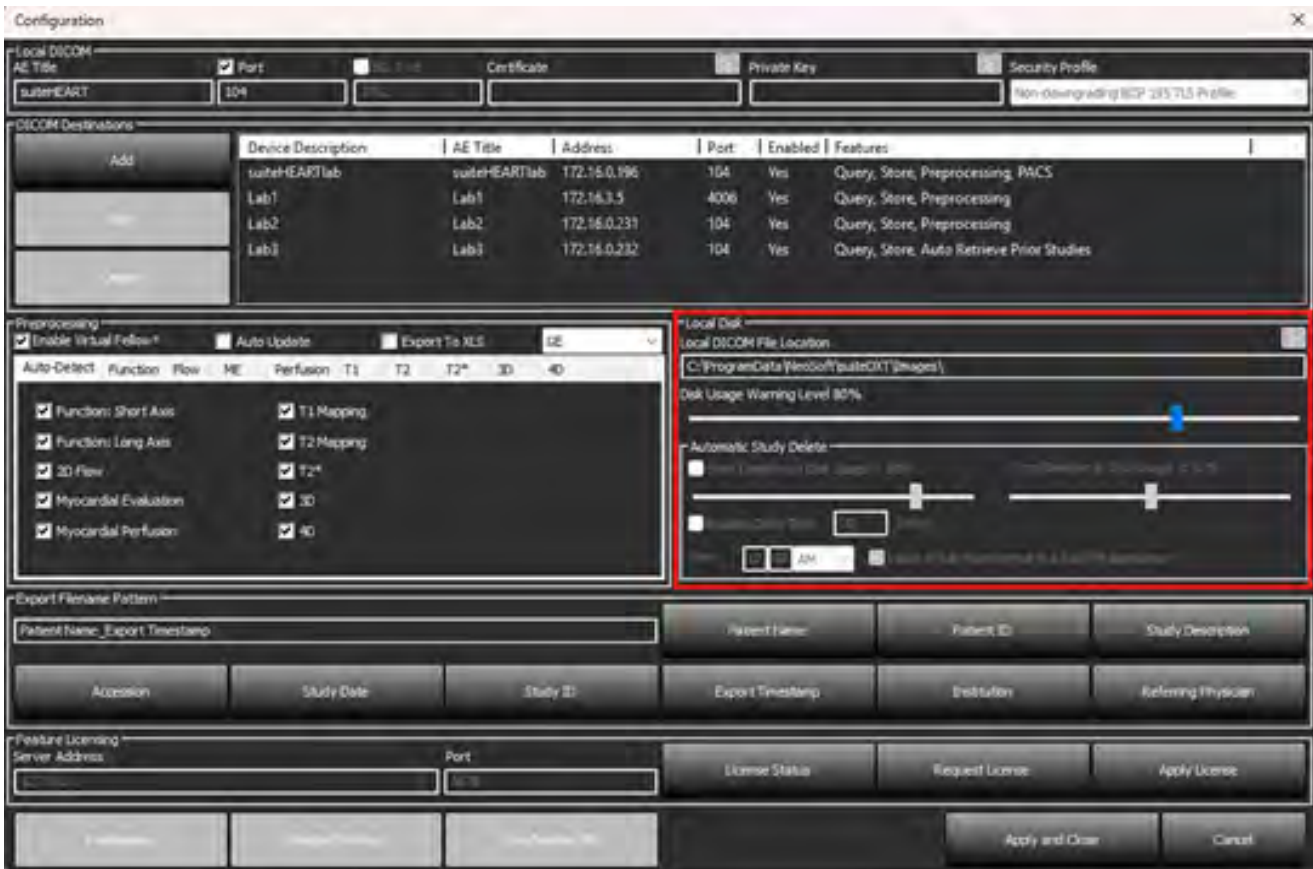 Configuration
Local DICOM
AE Title Port Certificate Private Key Security Profile
suiteHEART 104 Non-downgrading BCP 195 TLS Profile
DICOM Destinations
Add
Device Description AE Title Address Port Enabled Features
suiteHEARTlab suiteHEARTlab 172.16.0.196 104 Yes Query, Store, Preprocessing, PACS
Lab1 Lab1 172.16.3.5 4006 Yes Query, Store, Preprocessing
Lab2 Lab2 172.16.0.231 104 Yes Query, Store, Preprocessing
Lab3 Lab3 172.16.0.232 104 Yes Query, Store, Auto Retrieve Prior Studies
Preprocessing
Enable Virtual Fellow® Auto Update Export To XLS GE
Auto-Detect Function Flow ME Perfusion T1 T2 T2* 3D 4D
Function: Short Axis T1 Mapping
Function: Long Axis T2 Mapping
2D Flow T2*
Myocardial Evaluation 3D
Myocardial Perfusion 4D
Local Disk
Local DICOM File Location
C:\ProgramData\NeoSoft\suiteDXT\Images\
Disk Usage Warning Level 80%
Automatic Study Delete
AM
Export Filename Pattern
Patient Name_Export Timestamp
Patient Name Patient ID Study Description
Accession Study Date Study ID Export Timestamp Institution Referring Physician
Feature Licensing
Server Address Port
License Status Request License Apply License
Apply and Close Cancel